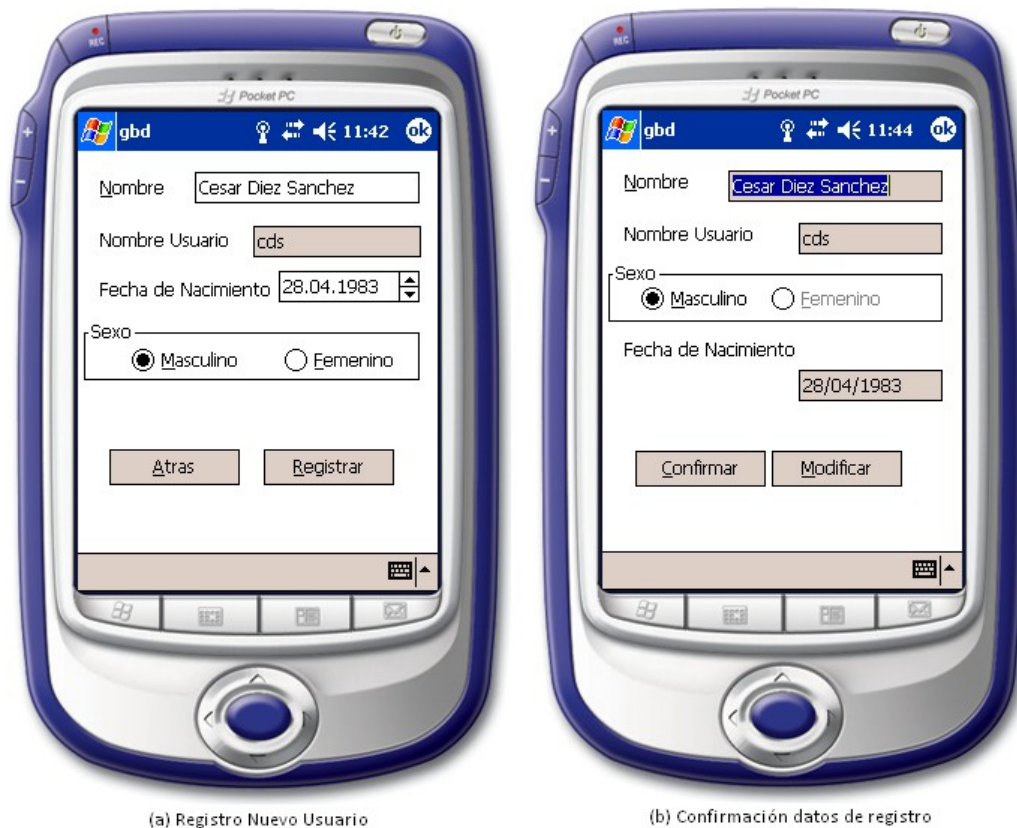 REC
Pocket PC
gbd 11:42 ok
Nombre Cesar Diez Sanchez
Nombre Usuario cds
Fecha de Nacimiento 28.04.1983
Sexo
Masculino Femenino
Atras Registrar
(a) Registro Nuevo Usuario
REC
Pocket PC
gbd 11:44 ok
Nombre Cesar Diez Sanchez
Nombre Usuario cds
Sexo
Masculino Femenino
Fecha de Nacimiento
28/04/1983
Confirmar Modificar
(b) Confirmación datos de registro